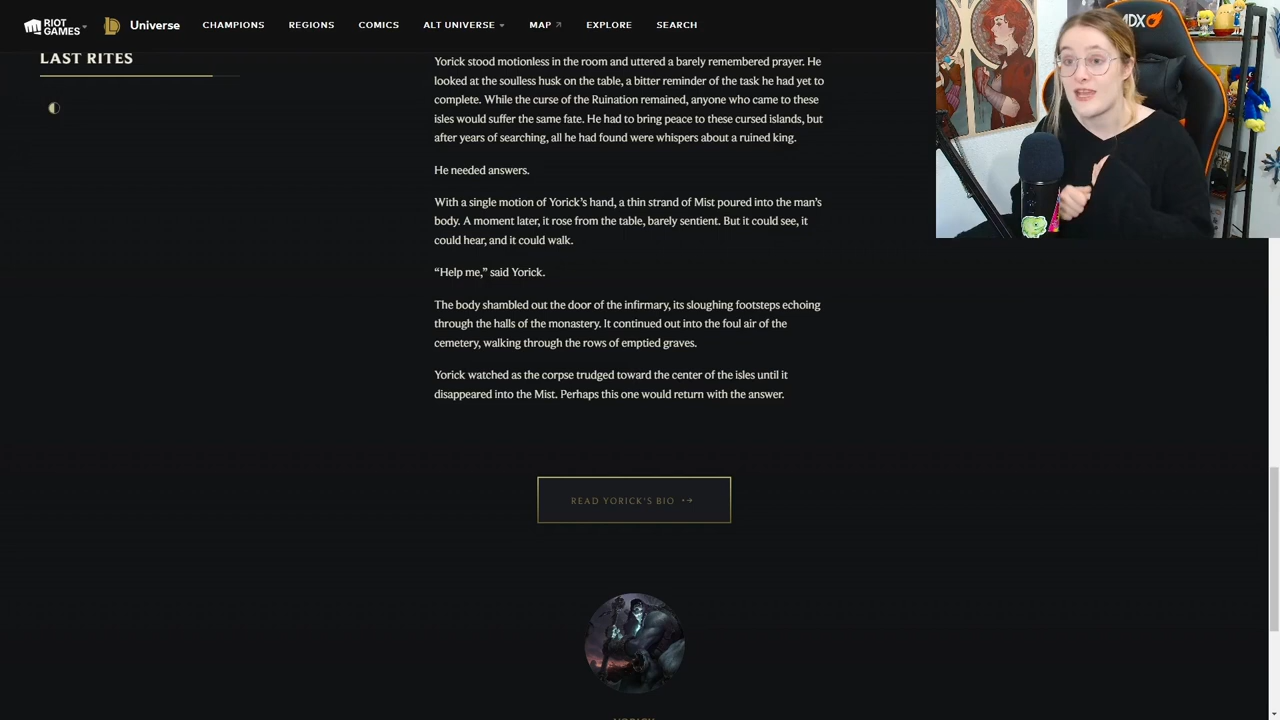 RIOT
GAMES
Universe
CHAMPIONS
REGIONS
COMICS
ALT UNIVERSE
MAP
EXPLORE
SEARCH
LAST RITES
Yorick stood motionless in the room and uttered a barely remembered prayer. He
looked at the soulless husk on the table, a bitter reminder of the task he had yet to
complete. While the curse of the Ruination remained, anyone who came to these
isles would suffer the same fate. He had to bring peace to these cursed islands, but
after years of searching, all he had found were whispers about a ruined king.
He needed answers.
With a single motion of Yorick’s hand, a thin strand of Mist poured into the man’s
body. A moment later, it rose from the table, barely sentient. But it could see, it
could hear, and it could walk.
“Help me,” said Yorick.
The body shambled out the door of the infirmary, its sloughing footsteps echoing
through the halls of the monastery. It continued out into the foul air of the
cemetery, walking through the rows of emptied graves.
Yorick watched as the corpse trudged toward the center of the isles until it
disappeared into the Mist. Perhaps this one would return with the answer.
READ YORICK'S BIO